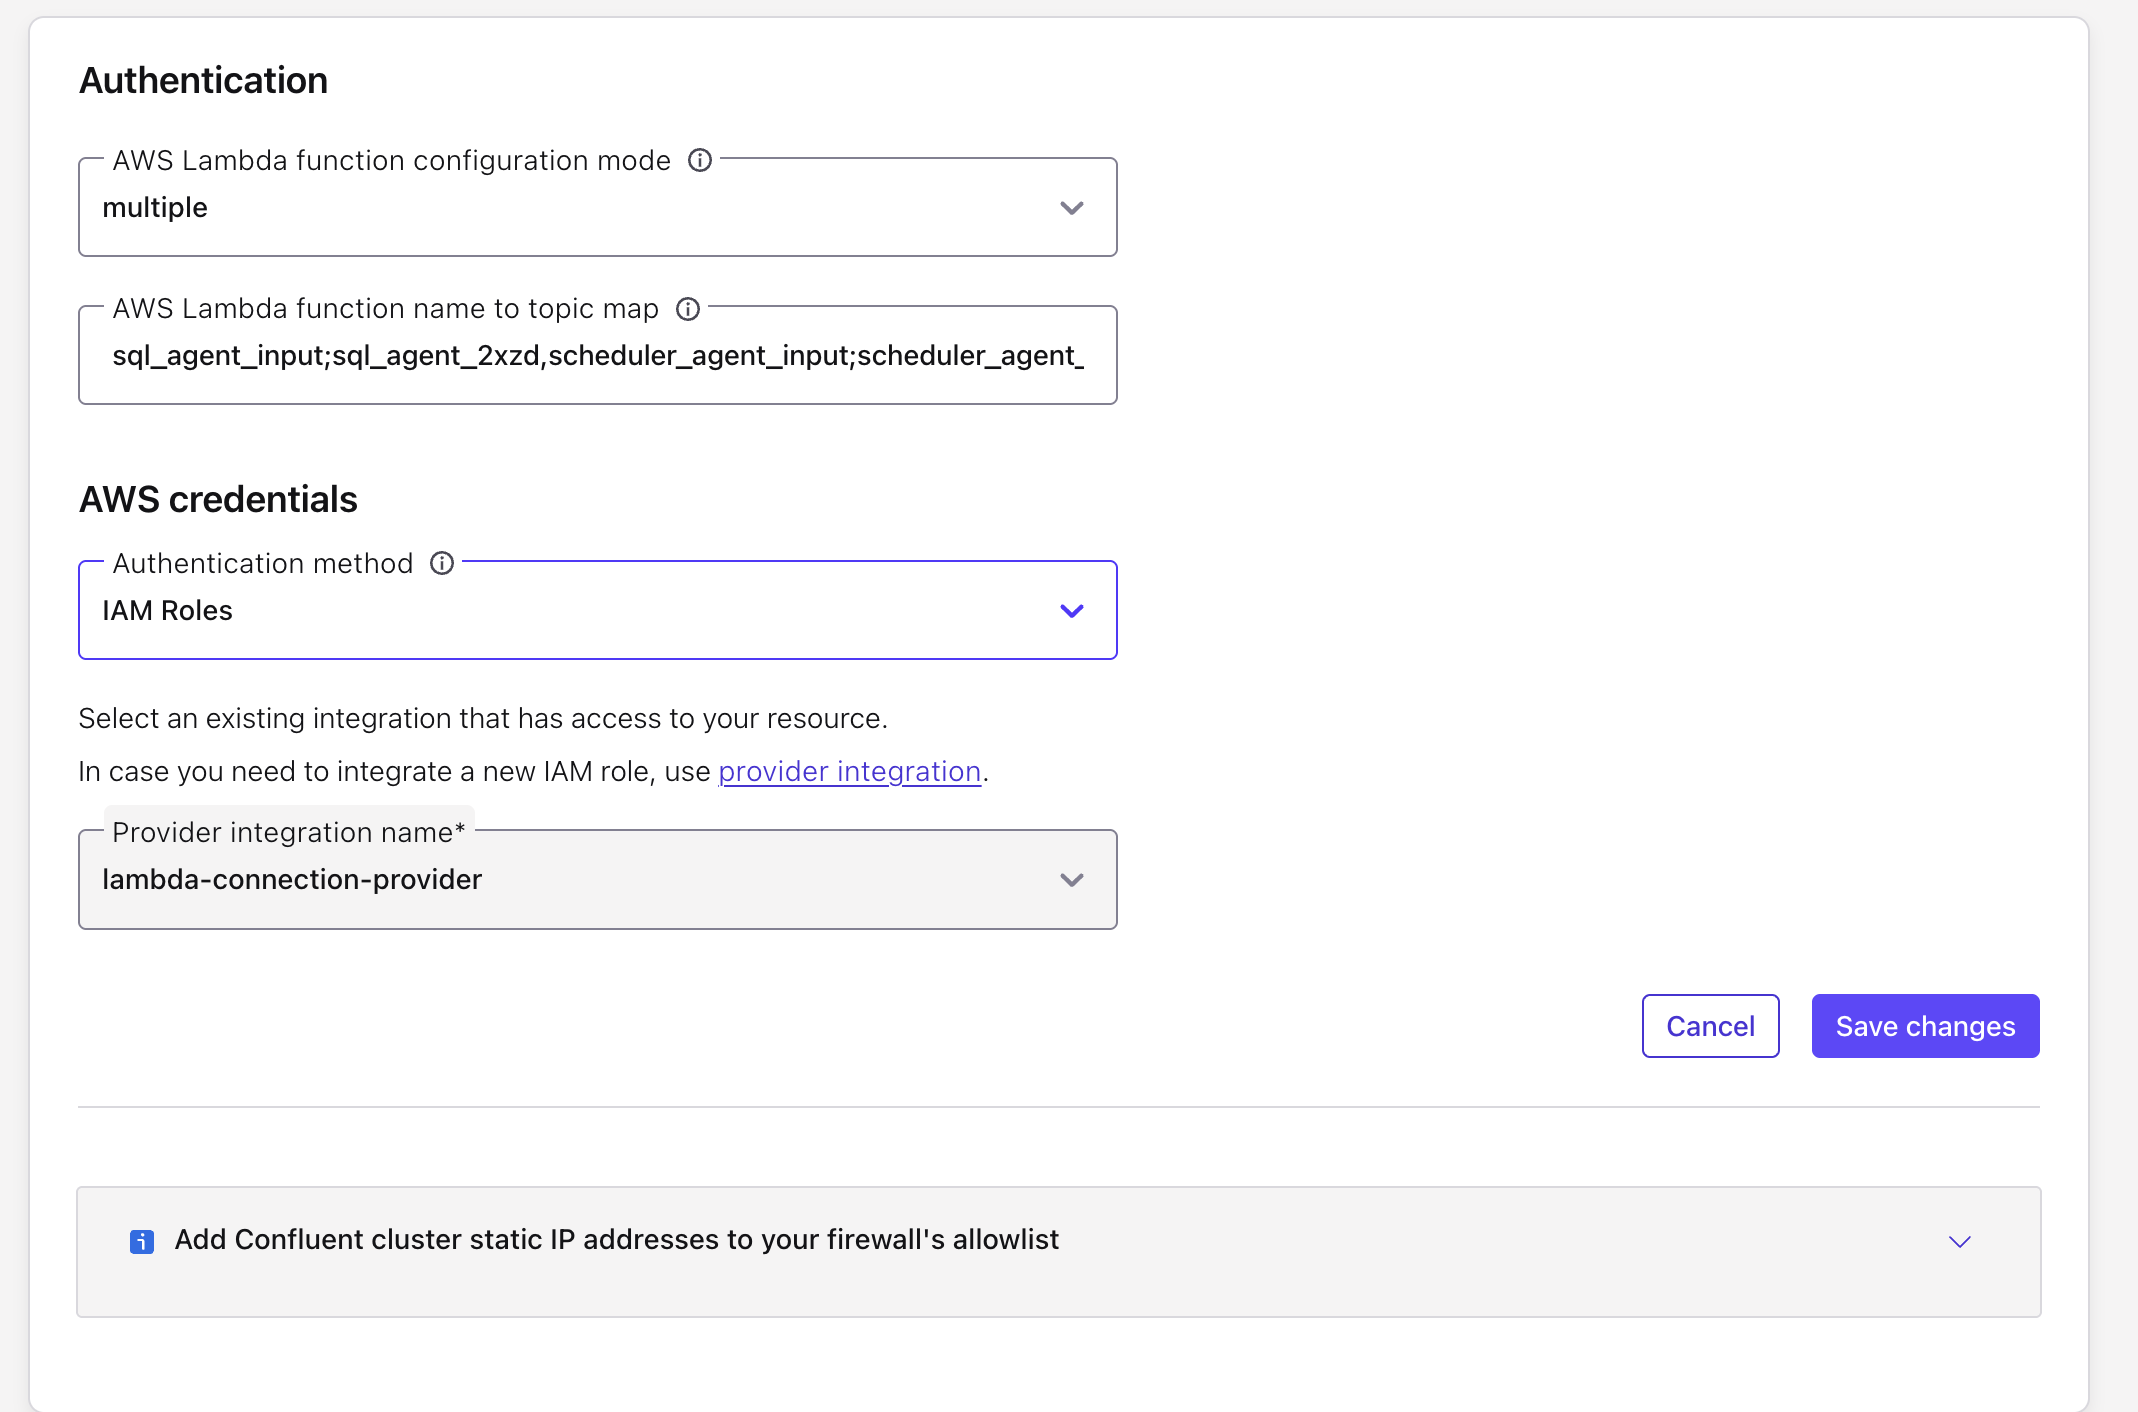 Authentication
AWS Lambda function configuration mode
multiple
AWS Lambda function name to topic map
sql_agent_input;sql_agent_2xzd,scheduler_agent_input;scheduler_agent_
AWS credentials
Authentication method
IAM Roles
Select an existing integration that has access to your resource.
In case you need to integrate a new IAM role, use provider integration.
Provider integration name*
lambda-connection-provider
Cancel
Save changes
Add Confluent cluster static IP addresses to your firewall's allowlist